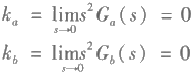 k_a = lim_{s→0} s^2 G_a(s) = 0
k_b = lim_{s→0} s^2 G_b(s) = 0